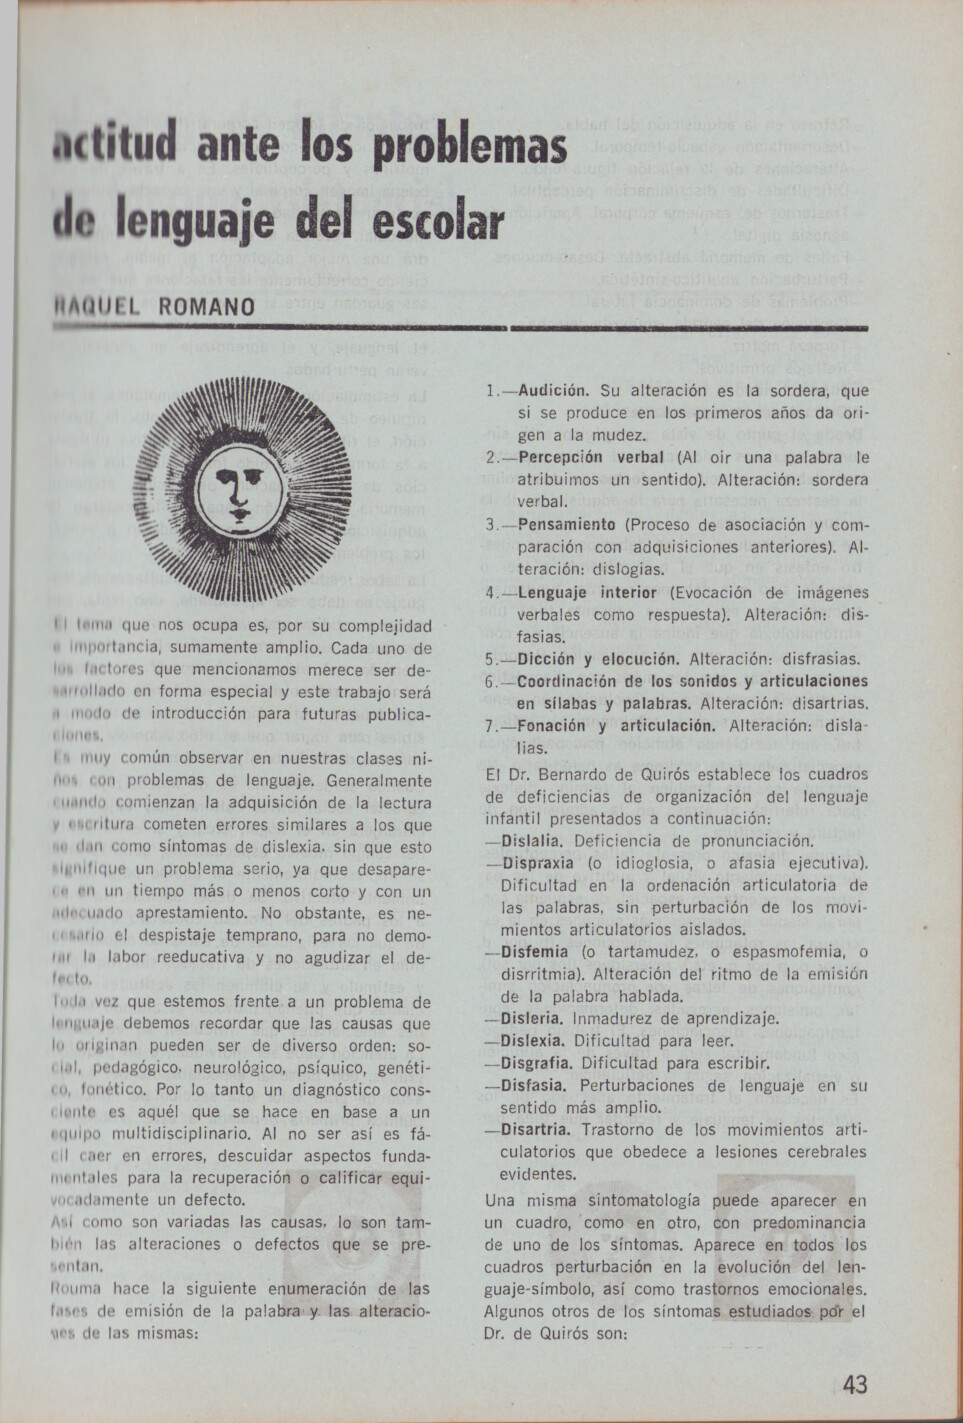 actitud ante los problemas
de lenguaje del escolar
RAQUEL ROMANO
El tema que nos ocupa es, por su complejidad
e importancia, sumamente amplio. Cada uno de
los factores que mencionamos merece ser de-
sarrollado en forma especial y este trabajo será
a modo de introducción para futuras publica-
ciones.
Es muy común observar en nuestras clases ni-
ños con problemas de lenguaje. Generalmente
cuando comienzan la adquisición de la lectura
y escritura cometen errores similares a los que
se dan como síntomas de dislexia. sin que esto
signifique un problema serio, ya que desapare-
ce en un tiempo más o menos corto y con un
adecuado aprestamiento. No obstante, es ne-
cesario el despistaje temprano, para no demo-
rar la labor reeducativa y no agudizar el de-
fecto.
Toda vez que estemos frente a un problema de
lenguaje debemos recordar que las causas que
lo originan pueden ser de diverso orden: so-
cial, pedagógico. neurológico, psíquico, genéti-
co, fonético. Por lo tanto un diagnóstico cons-
ciente es aquél que se hace en base a un
equipo multidisciplinario. Al no ser así es fá-
cil caer en errores, descuidar aspectos funda-
mentales para la recuperación o calificar equi-
vocadamente un defecto.
Así como son variadas las causas. lo son tam-
bién las alteraciones o defectos que se pre-
sentan.
Rouma hace la siguiente enumeración de las
fases de emisión de la palabra y las alteracio-
nes de las mismas:
1.—Audición. Su alteración es la sordera, que
si se produce en los primeros años da ori-
gen a la mudez.
2.—Percepción verbal (Al oir una palabra le
atribuimos un sentido). Alteración: sordera
verbal.
3.—Pensamiento (Proceso de asociación y com-
paración con adquisiciones anteriores). Al-
teración: dislogias.
4.—Lenguaje interior (Evocación de imágenes
verbales como respuesta). Alteración: dis-
fasias.
5.—Dicción y elocución. Alteración: disfrasias.
6.—Coordinación de los sonidos y articulaciones
en sílabas y palabras. Alteración: disartrias.
7.—Fonación y articulación. Alteración: disla-
lias.
El Dr. Bernardo de Quirós establece los cuadros
de deficiencias de organización del lenguaje
infantil presentados a continuación:
—Dislalia. Deficiencia de pronunciación.
—Dispraxia (o idioglosia, o afasia ejecutiva).
Dificultad en la ordenación articulatoria de
las palabras, sin perturbación de los movi-
mientos articulatorios aislados.
—Disfemia (o tartamudez, o espasmofemia, o
disrritmia). Alteración del ritmo de la emisión
de la palabra hablada.
—Disleria. Inmadurez de aprendizaje.
—Dislexia. Dificultad para leer.
—Disgrafia. Dificultad para escribir.
—Disfasia. Perturbaciones de lenguaje en su
sentido más amplio.
—Disartria. Trastorno de los movimientos arti-
culatorios que obedece a lesiones cerebrales
evidentes.
Una misma sintomatología puede aparecer en
un cuadro, como en otro, con predominancia
de uno de los síntomas. Aparece en todos los
cuadros perturbación en la evolución del len-
guaje-símbolo, así como trastornos emocionales.
Algunos otros de los síntomas estudiados por el
Dr. de Quirós son:
43